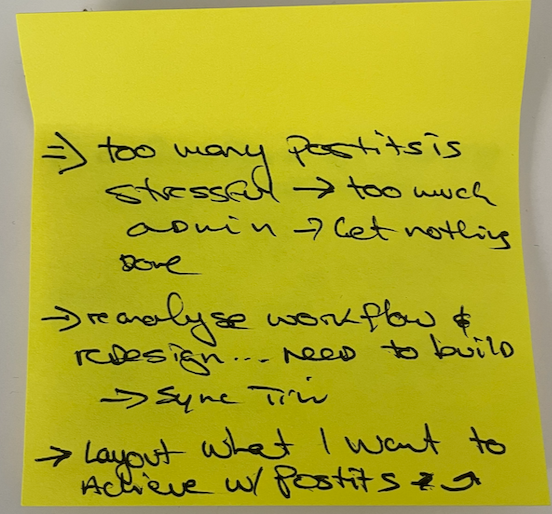 ⇒ too many Postits is
stressful → too much
admin → Get nothing
done
→ reanalyse workflow &
redesign... need to build
→ Sync Tim
→ Layout what I want to
Achieve w/ Postits